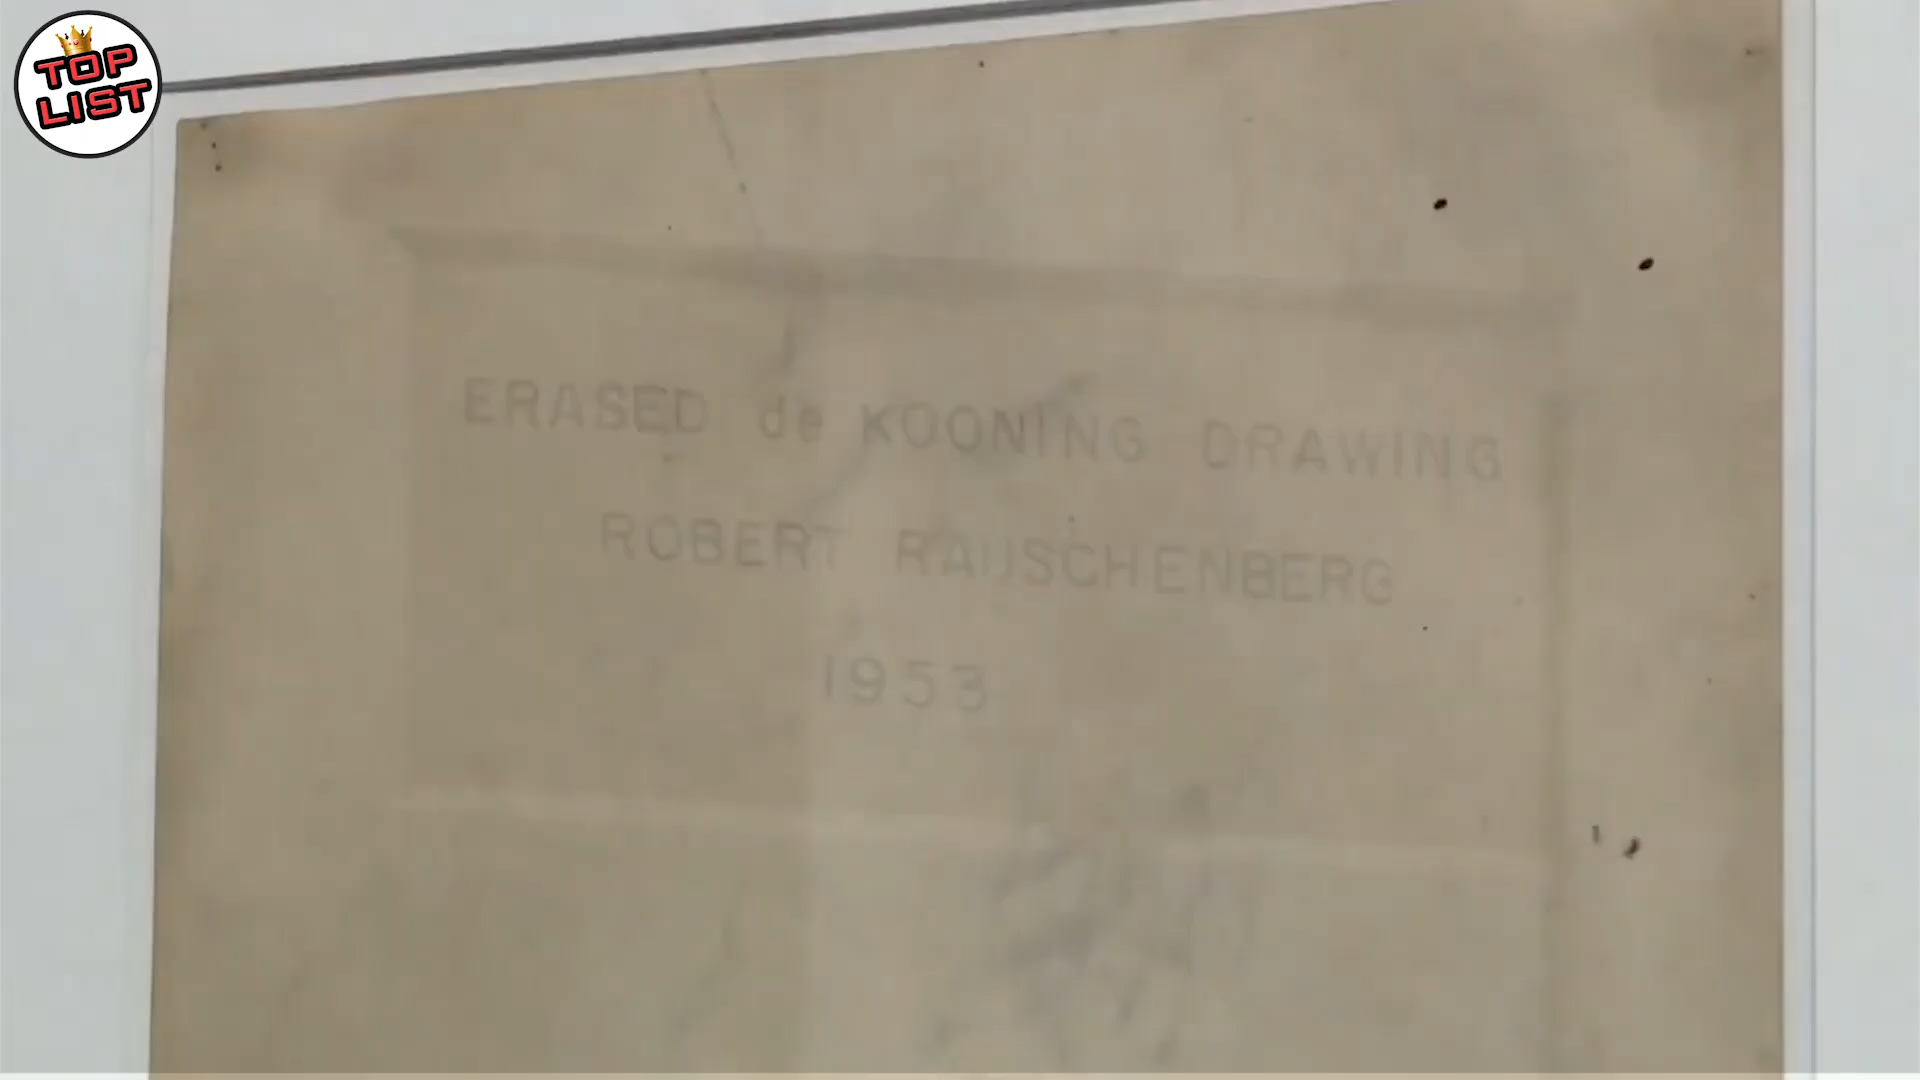 TOP
LIST
ERASED de KOONING DRAWING
ROBERT RAUSCHENBERG
1953